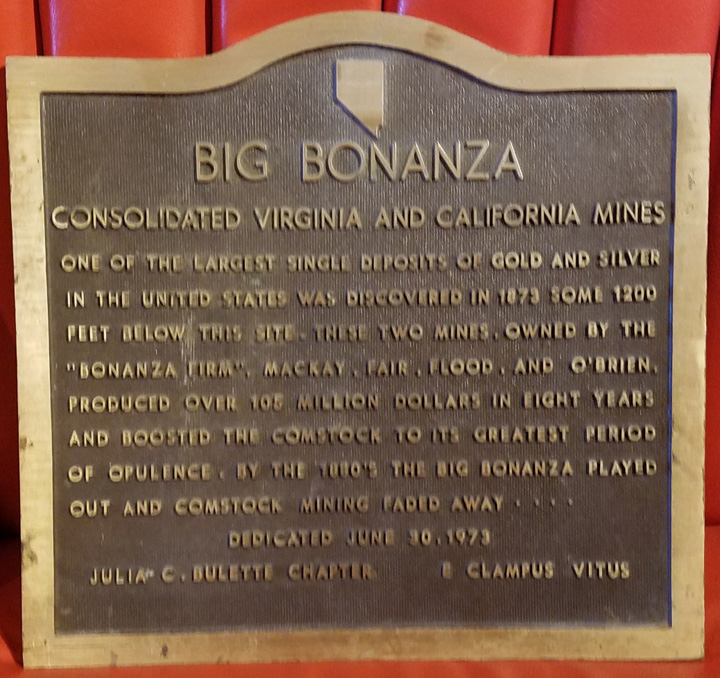 BIG BONANZA
CONSOLIDATED VIRGINIA AND CALIFORNIA MINES
ONE OF THE LARGEST SINGLE DEPOSITS OF GOLD AND SILVER
IN THE UNITED STATES WAS DISCOVERED IN 1873 SOME 1200
FEET BELOW THIS SITE. THESE TWO MINES, OWNED BY THE
"BONANZA FIRM", MACKAY, FAIR, FLOOD, AND O'BRIEN,
PRODUCED OVER 105 MILLION DOLLARS IN EIGHT YEARS
AND BOOSTED THE COMSTOCK TO ITS GREATEST PERIOD
OF OPULENCE. BY THE 1880'S THE BIG BONANZA PLAYED
OUT AND COMSTOCK MINING FADED AWAY . . . .
DEDICATED JUNE 30, 1973
JULIA C. BULETTE CHAPTER E CLAMPUS VITUS